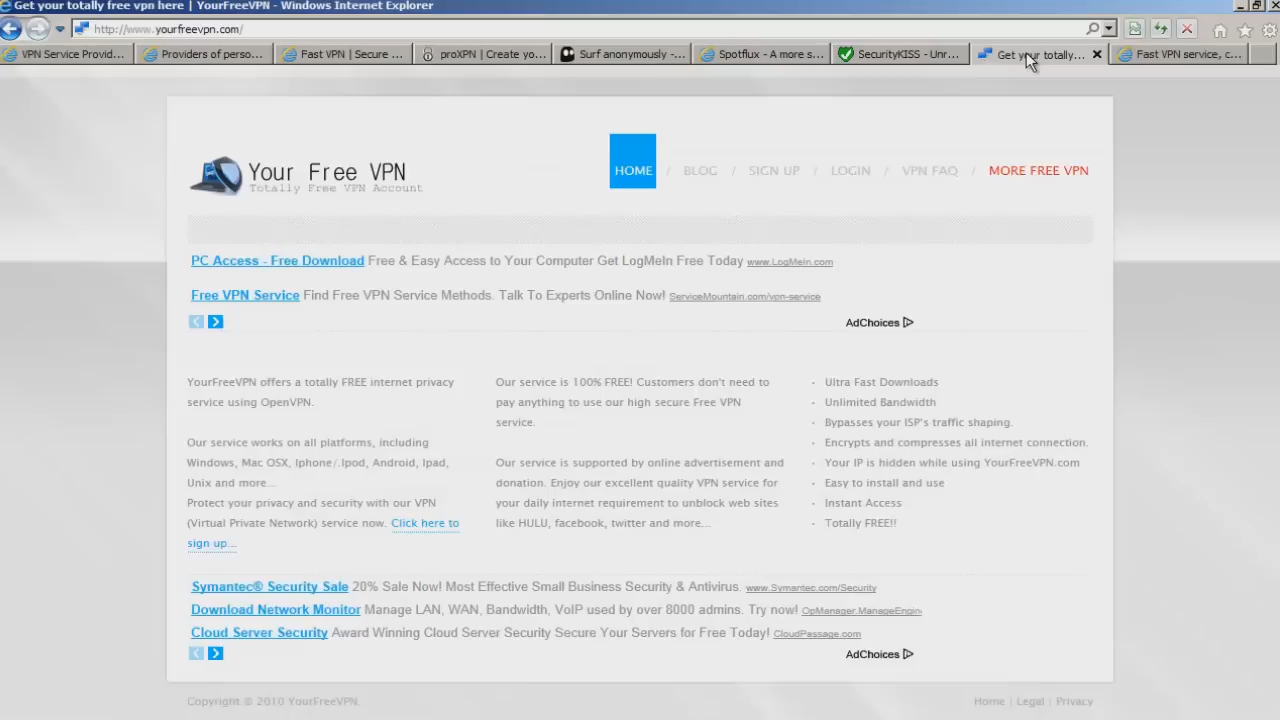 Get your totally free vpn here | YourFreeVPN - Windows Internet Explorer
http://www.yourfreevpn.com/
VPN Service Provid...
Providers of perso...
Fast VPN | Secure ...
proXPN | Create yo...
Surf anonymously -...
Spotflux - A more s...
SecurityKISS - Unr...
Get your totally...
Fast VPN service, c...
Your Free VPN
Totally Free VPN Account
HOME / BLOG / SIGN UP / LOGIN / VPN FAQ / MORE FREE VPN
PC Access - Free Download Free & Easy Access to Your Computer Get LogMeIn Free Today www.LogMeIn.com
Free VPN Service Find Free VPN Service Methods. Talk To Experts Online Now! ServiceMountain.com/vpn-service
AdChoices
YourFreeVPN offers a totally FREE internet privacy
service using OpenVPN.
Our service works on all platforms, including
Windows, Mac OSX, Iphone/.Ipod, Android, Ipad,
Unix and more...
Protect your privacy and security with our VPN
(Virtual Private Network) service now. Click here to
sign up...
Our service is 100% FREE! Customers don't need to
pay anything to use our high secure Free VPN
service.
Our service is supported by online advertisement and
donation. Enjoy our excellent quality VPN service for
your daily internet requirement to unblock web sites
like HULU, facebook, twitter and more...
- Ultra Fast Downloads
- Unlimited Bandwidth
- Bypasses your ISP's traffic shaping.
- Encrypts and compresses all internet connection.
- Your IP is hidden while using YourFreeVPN.com
- Easy to install and use
- Instant Access
- Totally FREE!!
Symantec® Security Sale 20% Sale Now! Most Effective Small Business Security & Antivirus. www.Symantec.com/Security
Download Network Monitor Manage LAN, WAN, Bandwidth, VoIP used by over 8000 admins. Try now! OpManager.ManageEngin
Cloud Server Security Award Winning Cloud Server Security Secure Your Servers for Free Today! CloudPassage.com
AdChoices
Copyright © 2010 YourFreeVPN.
Home | Legal | Privacy